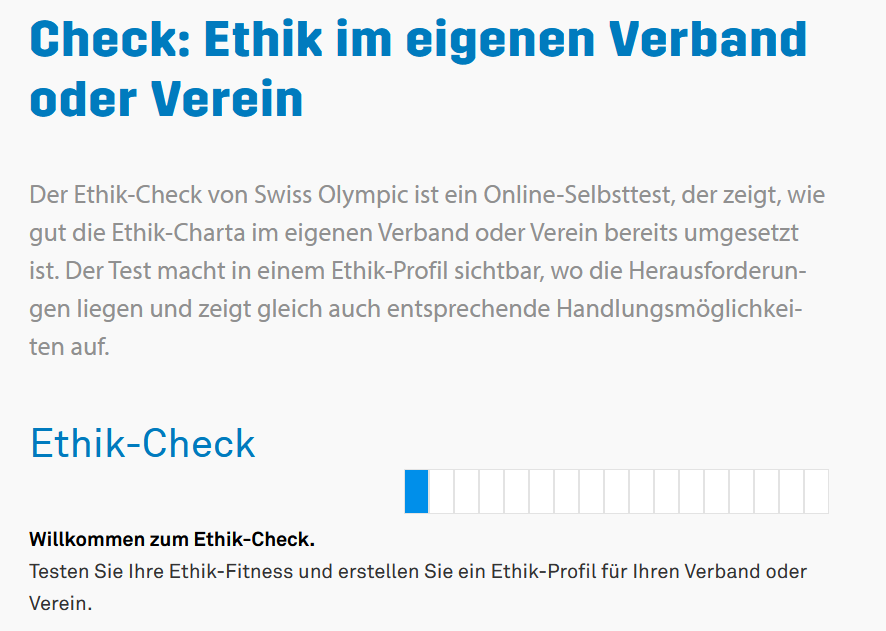 Check: Ethik im eigenen Verband
oder Verein
Der Ethik-Check von Swiss Olympic ist ein Online-Selbsttest, der zeigt, wie
gut die Ethik-Charta im eigenen Verband oder Verein bereits umgesetzt
ist. Der Test macht in einem Ethik-Profil sichtbar, wo die Herausforderun-
gen liegen und zeigt gleich auch entsprechende Handlungsmöglichkei-
ten auf.
Ethik-Check
Willkommen zum Ethik-Check.
Testen Sie Ihre Ethik-Fitness und erstellen Sie ein Ethik-Profil für Ihren Verband oder
Verein.